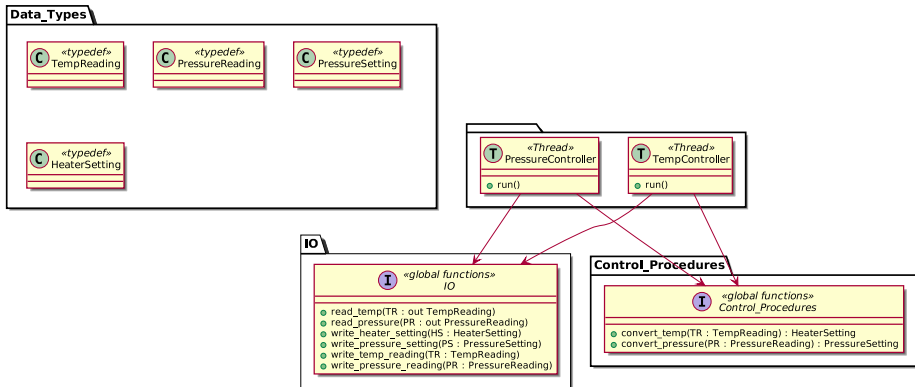 Data_Types
C «typedef»
TempReading
C «typedef»
PressureReading
C «typedef»
PressureSetting
C «typedef»
HeaterSetting
T «Thread»
PressureController
run()
T «Thread»
TempController
run()
IO
I «global functions»
IO
read_temp(TR : out TempReading)
read_pressure(PR : out PressureReading)
write_heater_setting(HS : HeaterSetting)
write_pressure_setting(PS : PressureSetting)
write_temp_reading(TR : TempReading)
write_pressure_reading(PR : PressureReading)
Control_Procedures
I «global functions»
Control_Procedures
convert_temp(TR : TempReading) : HeaterSetting
convert_pressure(PR : PressureReading) : PressureSetting